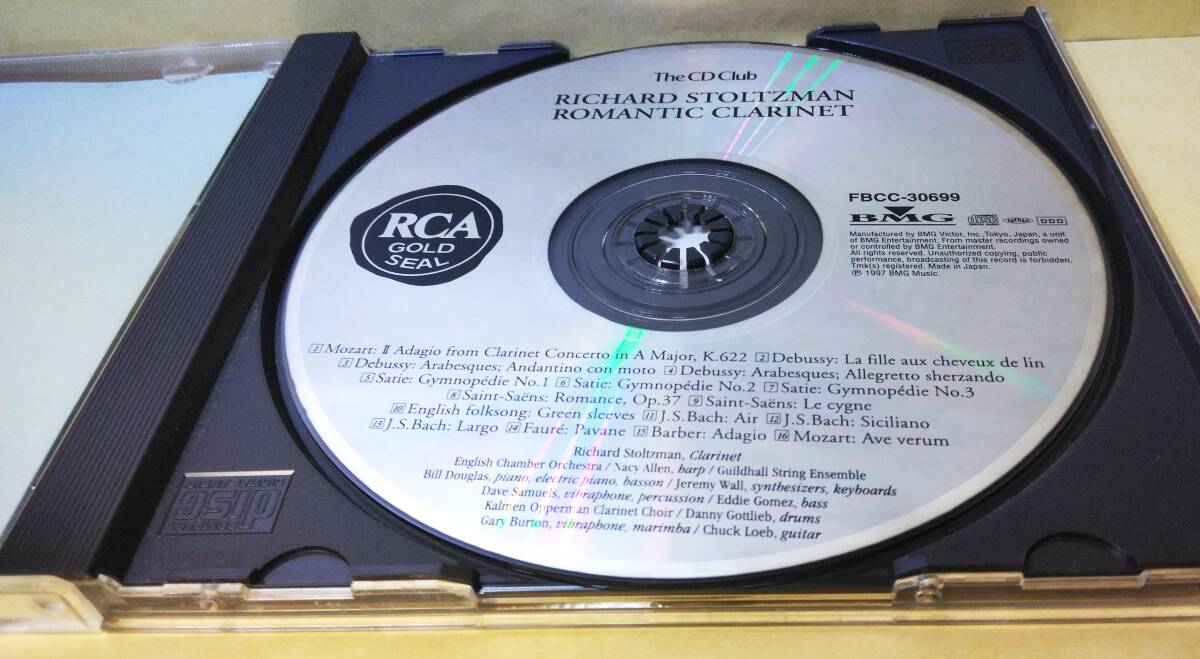 The CD Club
RICHARD STOLTZMAN
ROMANTIC CLARINET
RCA
GOLD
SEAL
FBCC-30699
BMG
DDD
Manufactured by BMG Victor, Inc., Tokyo, Japan, a unit
of BMG Entertainment. From master recordings owned
or controlled by BMG Entertainment.
All rights reserved. Unauthorized copying, public
performance, broadcasting of this record is forbidden.
Tmk(s) registered. Made in Japan.
℗ 1997 BMG Music.
1 Mozart: Ⅱ Adagio from Clarinet Concerto in A Major, K.622 2 Debussy: La fille aux cheveux de lin
3 Debussy: Arabesques; Andantino con moto 4 Debussy: Arabesques; Allegretto sherzando
5 Satie: Gymnopédie No.1 6 Satie: Gymnopédie No.2 7 Satie: Gymnopédie No.3
8 Saint-Saëns: Romance, Op.37 9 Saint-Saëns: Le cygne
10 English folksong: Green sleeves 11 J.S.Bach: Air 12 J.S.Bach: Siciliano
13 J.S.Bach: Largo 14 Fauré: Pavane 15 Barber: Adagio 16 Mozart: Ave verum
Richard Stoltzman, Clarinet
English Chamber Orchestra / Nacy Allen, harp / Guildhall String Ensemble
Bill Douglas, piano, electric piano, basson / Jeremy Wall, synthesizers, keyboards
Dave Samuels, vibraphone, percussion / Eddie Gomez, bass
Kalmen Opperman Clarinet Choir / Danny Gottlieb, drums
Gary Burton, vibraphone, marimba / Chuck Loeb, guitar
COMPACT
disc
DIGITAL AUDIO